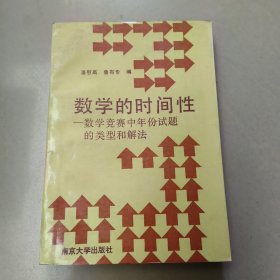 数学的时间性
—数学竞赛中年份试题
的类型和解法
南京大学出版社